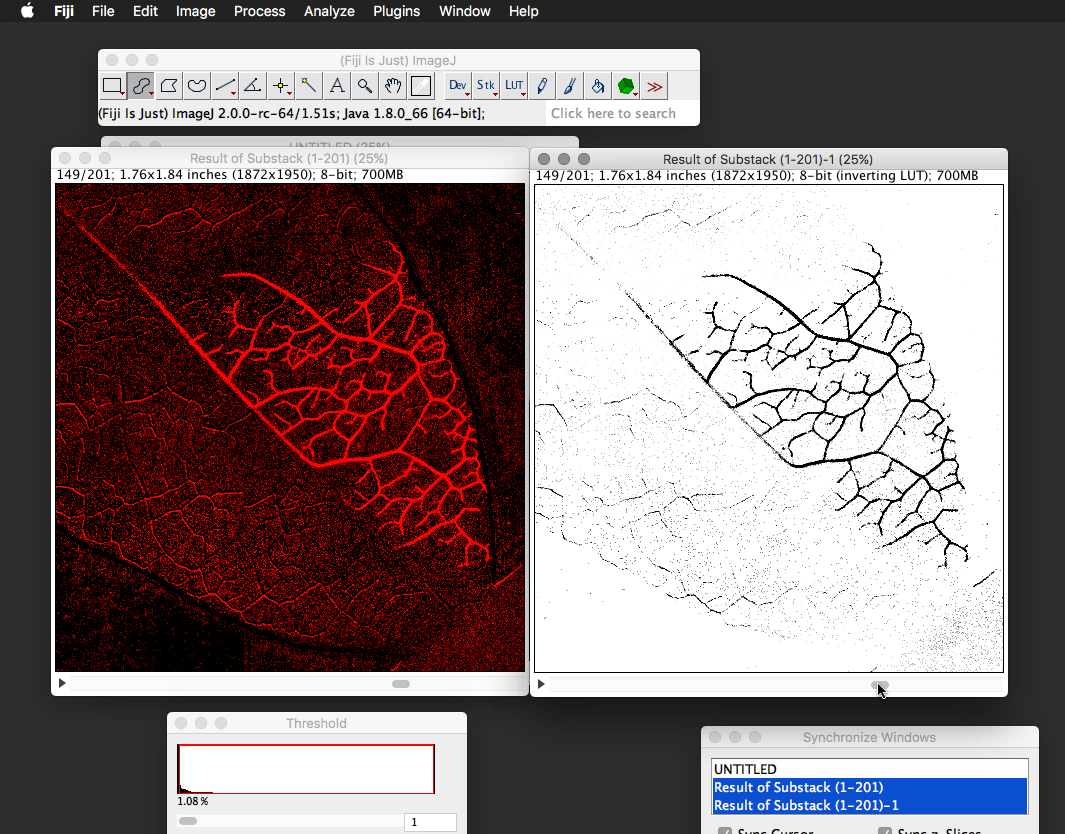 Fiji File Edit Image Process Analyze Plugins Window Help
(Fiji Is Just) ImageJ
A Dev Stk LUT >>
(Fiji Is Just) ImageJ 2.0.0-rc-64/1.51s; Java 1.8.0_66 [64-bit];
Click here to search
UNTITLED (25%)
Result of Substack (1-201) (25%)
149/201; 1.76x1.84 inches (1872x1950); 8-bit; 700MB
Result of Substack (1-201)-1 (25%)
149/201; 1.76x1.84 inches (1872x1950); 8-bit (inverting LUT); 700MB
Threshold
1.08 %
1
Synchronize Windows
UNTITLED
Result of Substack (1-201)
Result of Substack (1-201)-1
Sync Cursor Sync z-Slices